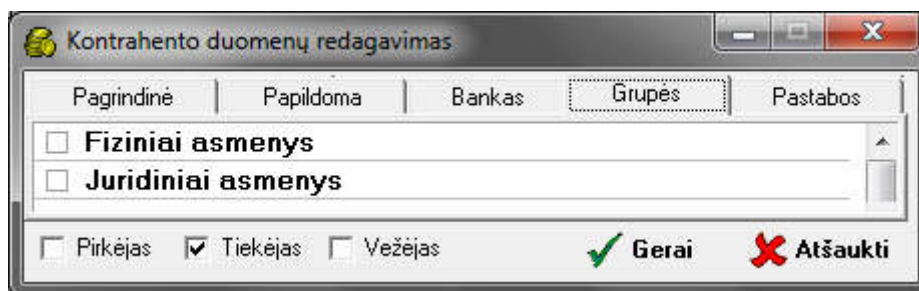 Kontrahento duomenų redagavimas
Pagrindinė Papildoma Bankas Grupės Pastabos
Fiziniai asmenys
Juridiniai asmenys
Pirkėjas Tiekėjas Vežėjas Gerai Atšaukti